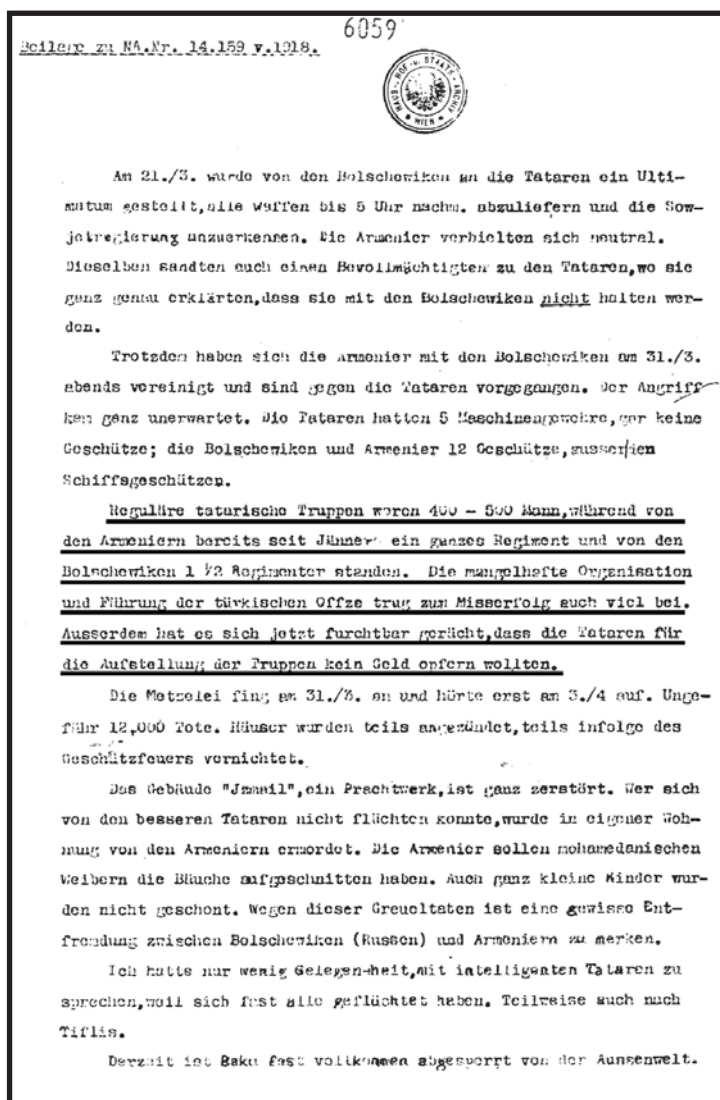 6059
Beilage zu NA.Nr. 14.159 v.1918.
HAUS-, HOF- u. STAATS-ARCHIV
WIEN
Am 21./3. wurde von den Bolschewiken an die Tataren ein Ulti-
matum gestellt,alle Waffen bis 5 Uhr nachm. abzuliefern und die Sow-
jetregierung anzuerkennen. Die Armenier verhielten sich neutral.
Dieselben sandten auch einen Bevollmächtigten zu den Tataren,wo sie
ganz genau erklärten,dass sie mit den Bolschewiken nicht halten wer-
den.
Trotzdem haben sich die Armenier mit den Bolschewiken am 31./3.
abends vereinigt und sind gegen die Tataren vorgegangen. Der Angriff
kam ganz unerwartet. Die Tataren hatten 5 Maschinengewehre,gar keine
Geschütze; die Bolschewiken und Armenier 12 Geschütze,ausser den
Schiffsgeschützen.
Reguläre tatarische Truppen waren 400 - 500 Mann,während von
den Armeniern bereits seit Jänner ein ganzes Regiment und von den
Bolschewiken 1 1/2 Regimenter standen. Die mangelhafte Organisation
und Führung der türkischen Offze trug zum Misserfolg auch viel bei.
Ausserdem hat es sich jetzt furchtbar gerächt,dass die Tataren für
die Aufstellung der Truppen kein Geld opfern wollten.
Die Metzelei fing am 31./3. an und hörte erst am 3./4 auf. Unge-
fähr 12,000 Tote. Häuser wurden teils angezündet,teils infolge des
Geschützfeuers vernichtet.
Das Gebäude "Jsmail",ein Prachtwerk,ist ganz zerstört. Wer sich
von den besseren Tataren nicht flüchten konnte,wurde in eigener Woh-
nung von den Armeniern ermordet. Die Armenier sollen mohamedanischen
Weibern die Bäuche aufgeschnitten haben. Auch ganz kleine Kinder wur-
den nicht geschont. Wegen dieser Greueltaten ist eine gewisse Ent-
fremdung zwischen Bolschewiken (Russen) und Armeniern zu merken.
Ich hatte nur wenig Gelegen-heit,mit intelligenten Tataren zu
sprechen,weil sich fast alle geflüchtet haben. Teilweise auch nach
Tiflis.
Derzeit ist Baku fast vollkommen abgesperrt von der Aussenwelt.